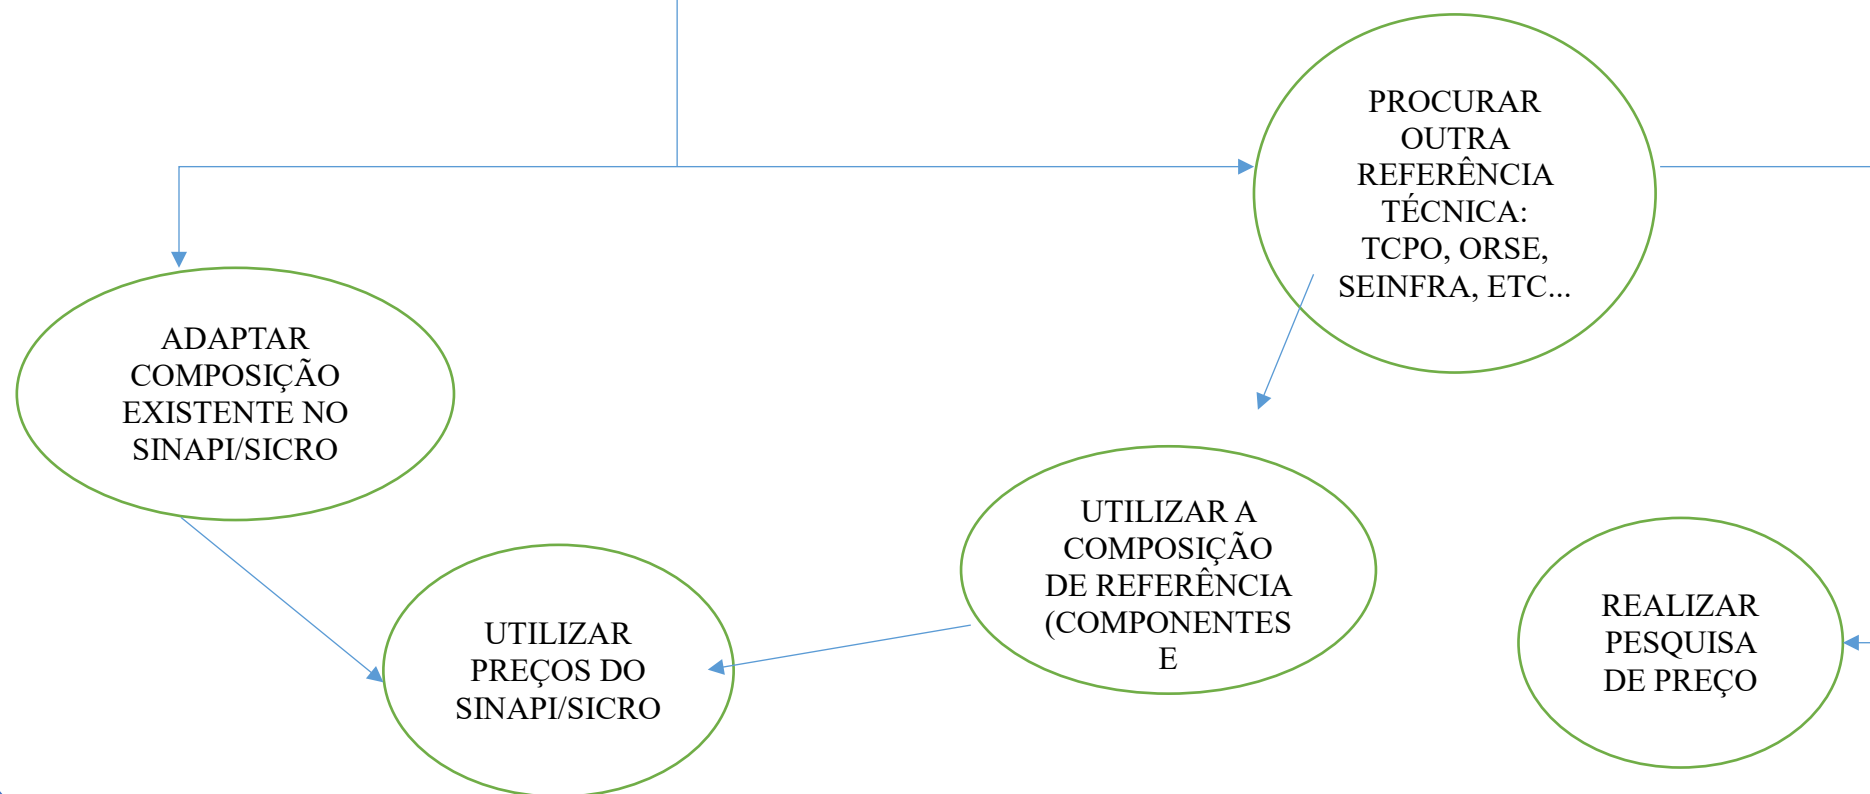 PROCURAR
OUTRA
REFERÊNCIA
TÉCNICA:
TCPO, ORSE,
SEINFRA, ETC...
ADAPTAR
COMPOSIÇÃO
EXISTENTE NO
SINAPI/SICRO
UTILIZAR A
COMPOSIÇÃO
DE REFERÊNCIA
(COMPONENTES
E
UTILIZAR
PREÇOS DO
SINAPI/SICRO
REALIZAR
PESQUISA
DE PREÇO